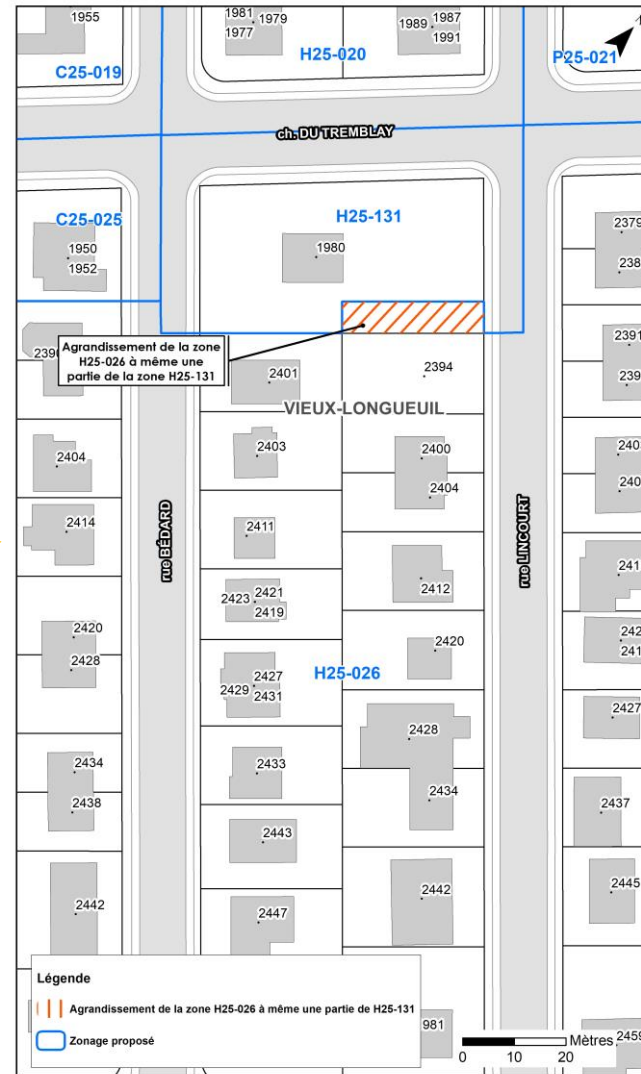 1955
1981
1979
1977
1987
1989
1991
H25-020
C25-019
P25-021
ch. DU TREMBLAY
C25-025
H25-131
1950
1952
1980
2379
Agrandissement de la zone
H25-026 à même une
partie de la zone H25-131
2401
2394
2391
VIEUX-LONGUEUIL
2404
2403
2400
2404
2414
2411
rue BÉDARD
rue LINCOURT
2423
2421
2419
2412
2420
2428
2420
2427
2429
2431
H25-026
2428
2427
2434
2433
2434
2438
2437
2443
2442
2442
2445
2447
981
2459
Légende
Agrandissement de la zone H25-026 à même une partie de H25-131
Zonage proposé
Mètres
0 10 20